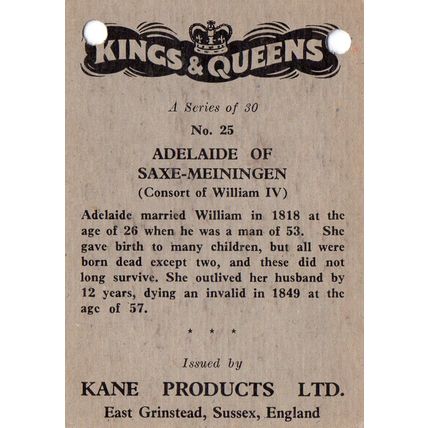 KINGS & QUEENS
A Series of 30
No. 25
ADELAIDE OF
SAXE-MEININGEN
(Consort of William IV)
Adelaide married William in 1818 at the
age of 26 when he was a man of 53. She
gave birth to many children, but all were
born dead except two, and these did not
long survive. She outlived her husband by
12 years, dying an invalid in 1849 at the
age of 57.
* * *
Issued by
KANE PRODUCTS LTD.
East Grinstead, Sussex, England